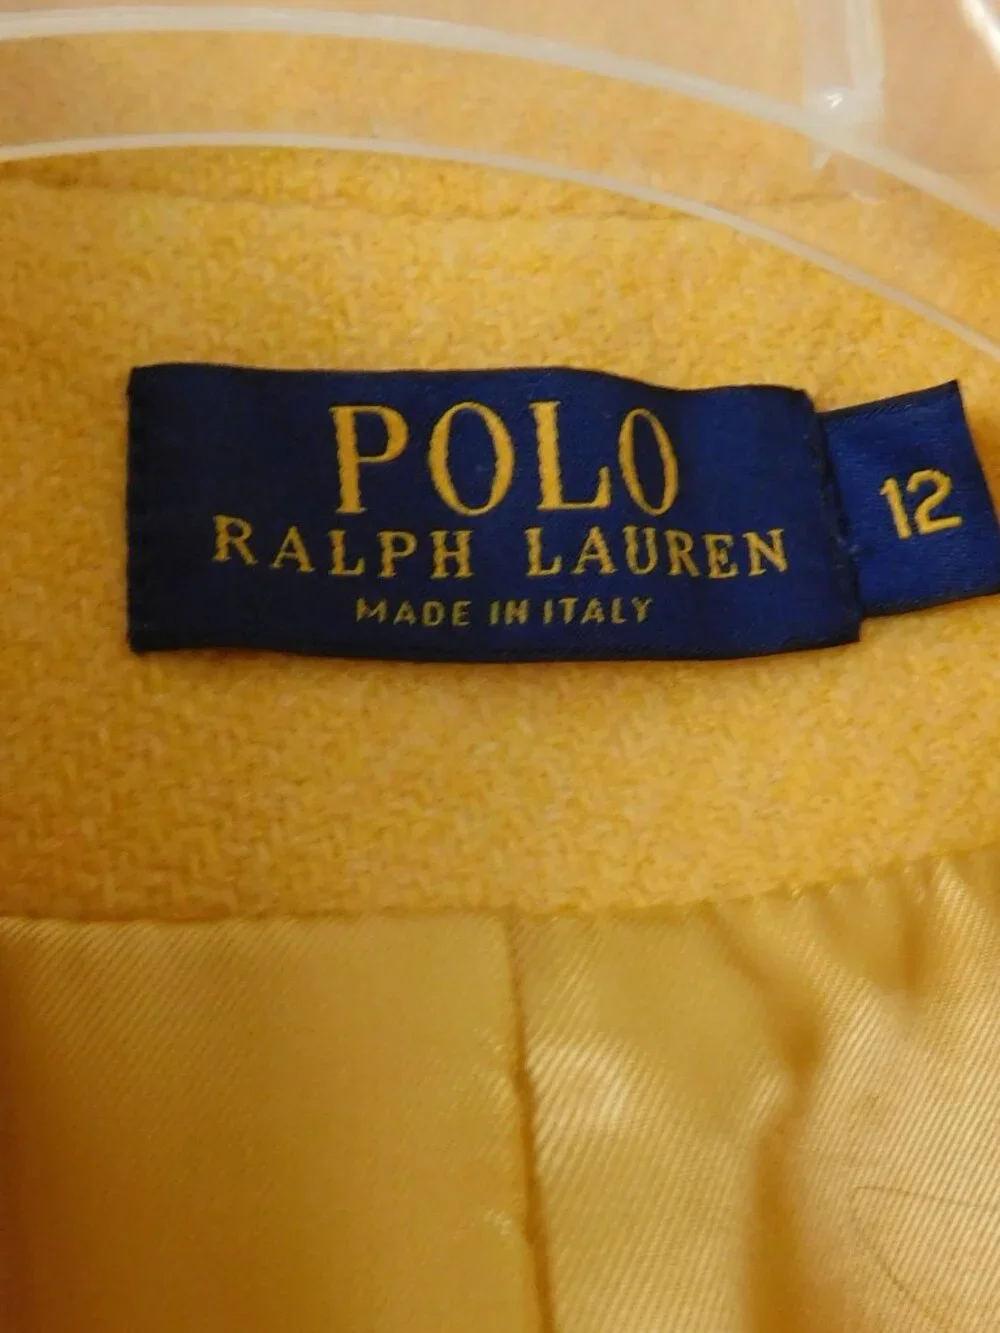 POLO
RALPH LAUREN
MADE IN ITALY
12